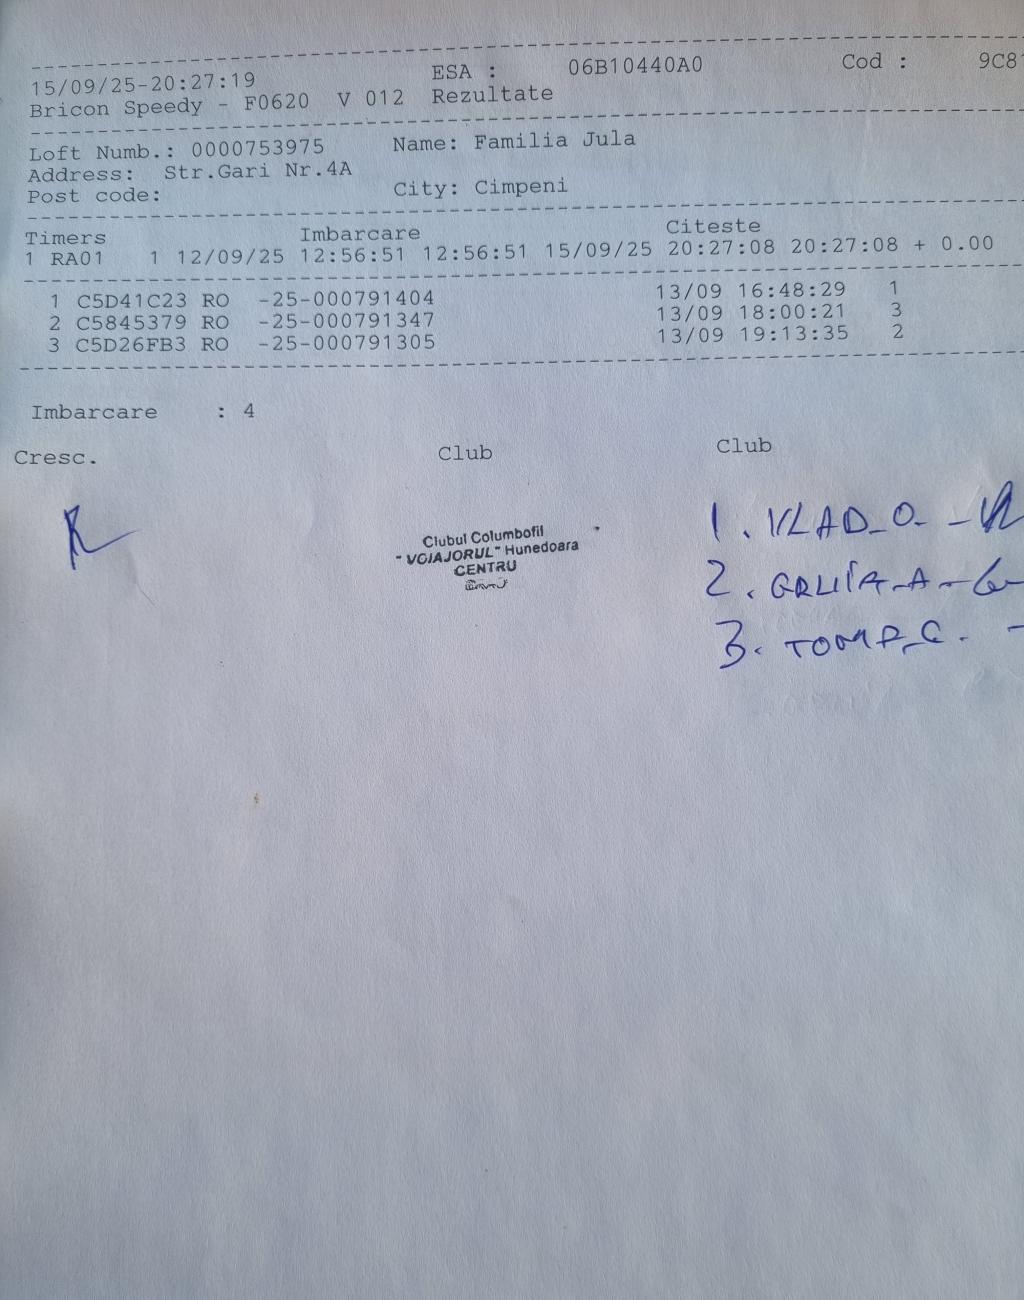 15/09/25-20:27:19 ESA : 06B10440A0 Cod : 9C81
Bricon Speedy - F0620 V 012 Rezultate
Loft Numb.: 0000753975 Name: Familia Jula
Address: Str.Gari Nr.4A
Post code: City: Cimpeni
Timers Imbarcare Citeste
1 RA01 1 12/09/25 12:56:51 12:56:51 15/09/25 20:27:08 20:27:08 + 0.00
1 C5D41C23 RO -25-000791404 13/09 16:48:29 1
2 C5845379 RO -25-000791347 13/09 18:00:21 3
3 C5D26FB3 RO -25-000791305 13/09 19:13:35 2
Imbarcare : 4
Cresc. Club Club
Clubul Columbofil
"VOIAJORUL" Hunedoara
CENTRU
1. VLAD O. -
2. GRUIA A -
3. TOMA C. -